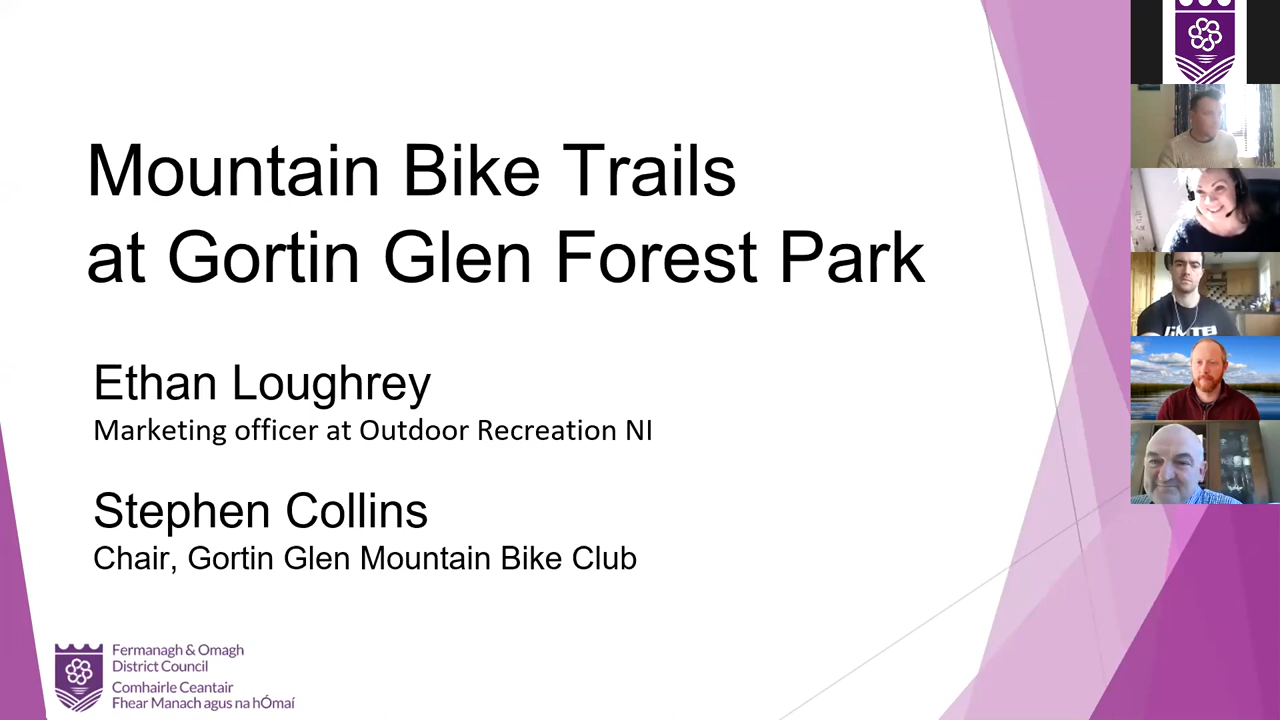 Mountain Bike Trails
at Gortin Glen Forest Park
Ethan Loughrey
Marketing officer at Outdoor Recreation NI
Stephen Collins
Chair, Gortin Glen Mountain Bike Club
Fermanagh & Omagh
District Council
Comhairle Ceantair
Fhear Manach agus na hÓmaí